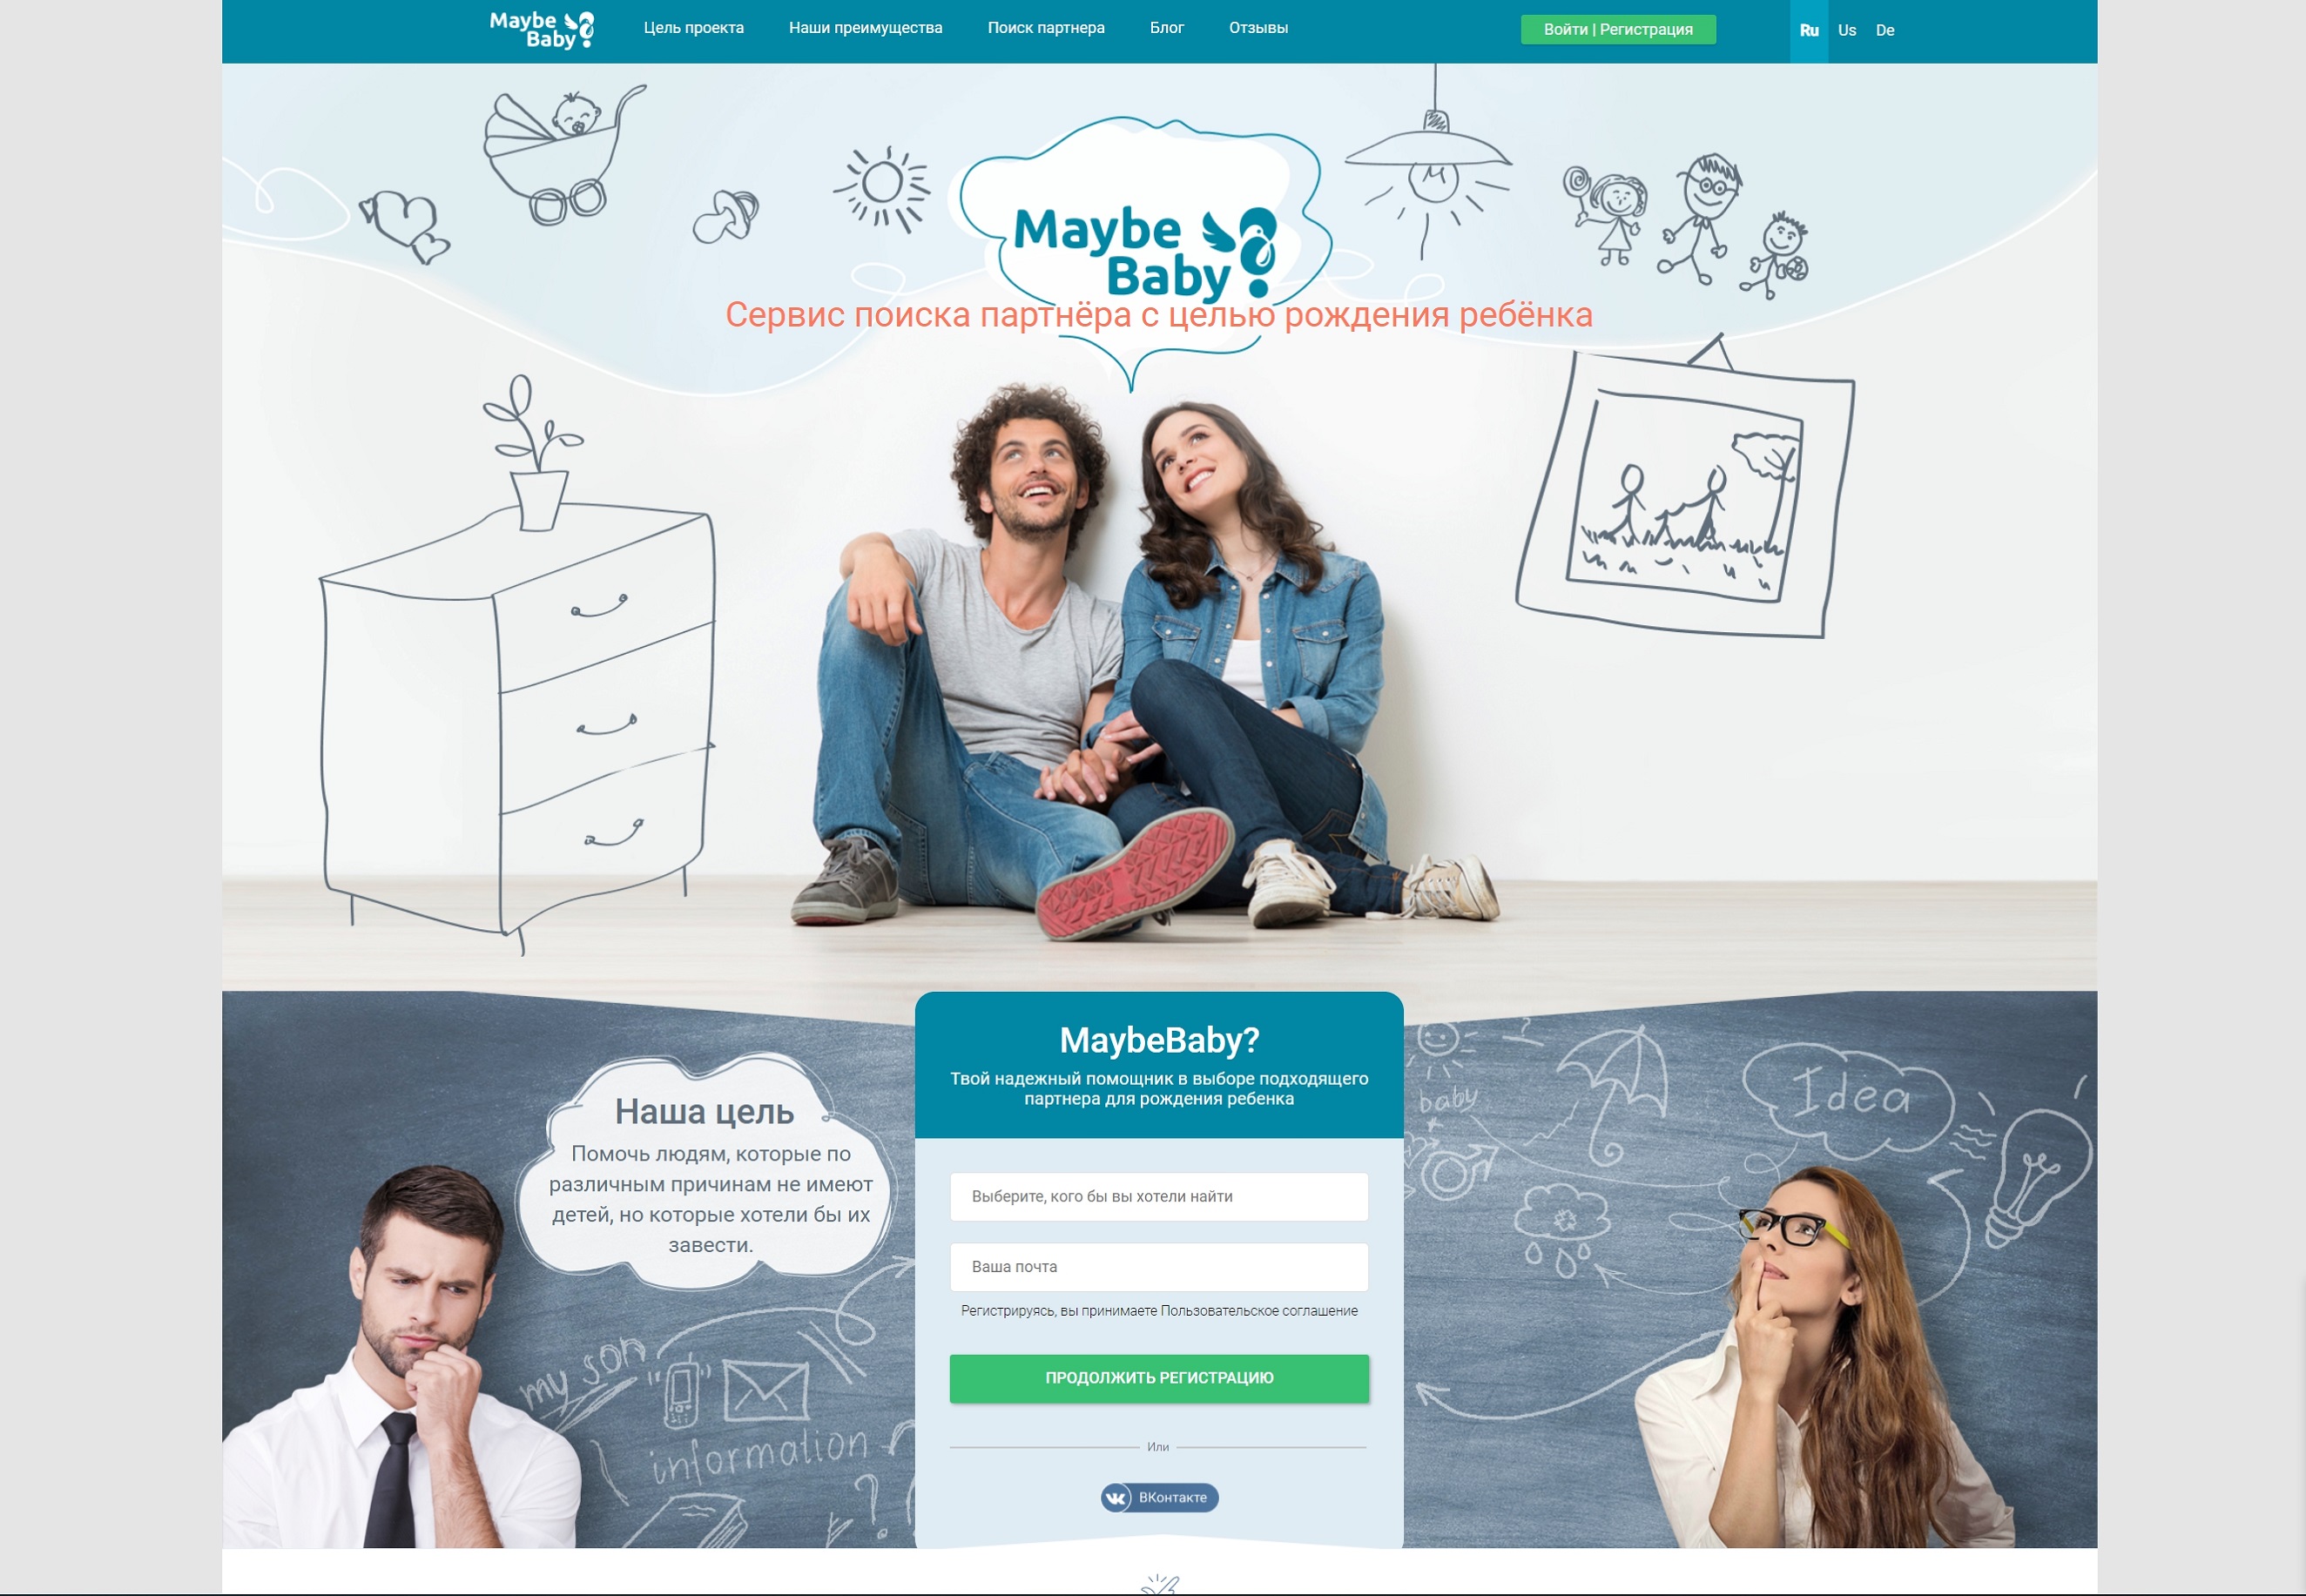 Maybe
Baby
Цель проекта
Наши преимущества
Поиск партнера
Блог
Отзывы
Войти | Регистрация
Ru
Us
De
Maybe
Baby
Сервис поиска партнёра с целью рождения ребёнка
MaybeBaby?
Твой надежный помощник в выборе подходящего
партнера для рождения ребенка
Наша цель
Помочь людям, которые по
различным причинам не имеют
детей, но которые хотели бы их
завести.
baby
Idea
Выберите, кого бы вы хотели найти
Ваша почта
Регистрируясь, вы принимаете Пользовательское соглашение
ПРОДОЛЖИТЬ РЕГИСТРАЦИЮ
my son
information
?
Или
ВКонтакте